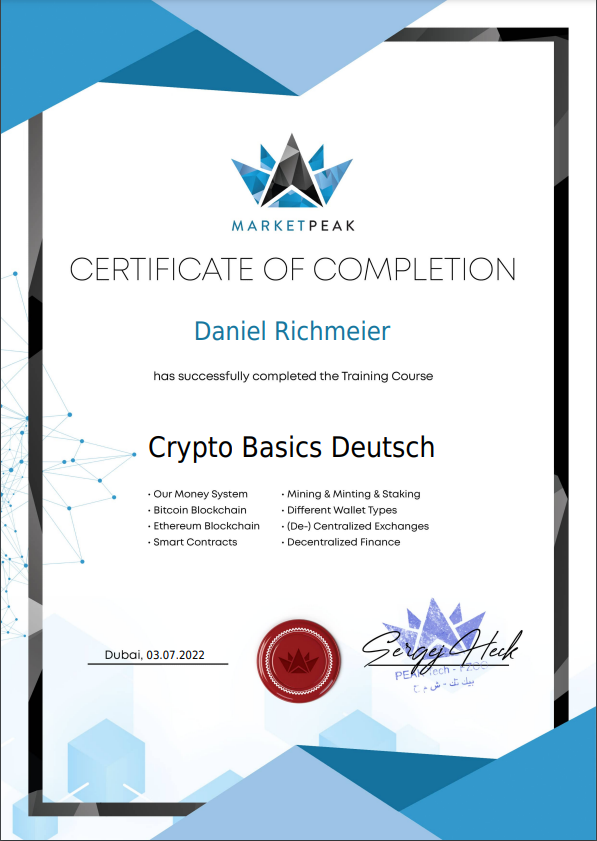 MARKETPEAK
CERTIFICATE OF COMPLETION
Daniel Richmeier
has successfully completed the Training Course
Crypto Basics Deutsch
• Our Money System
• Bitcoin Blockchain
• Ethereum Blockchain
• Smart Contracts
• Mining & Minting & Staking
• Different Wallet Types
• (De-) Centralized Exchanges
• Decentralized Finance
Dubai, 03.07.2022
Sergej Heck
PEAK Tech - FZCO
بيك تك - ش م ح